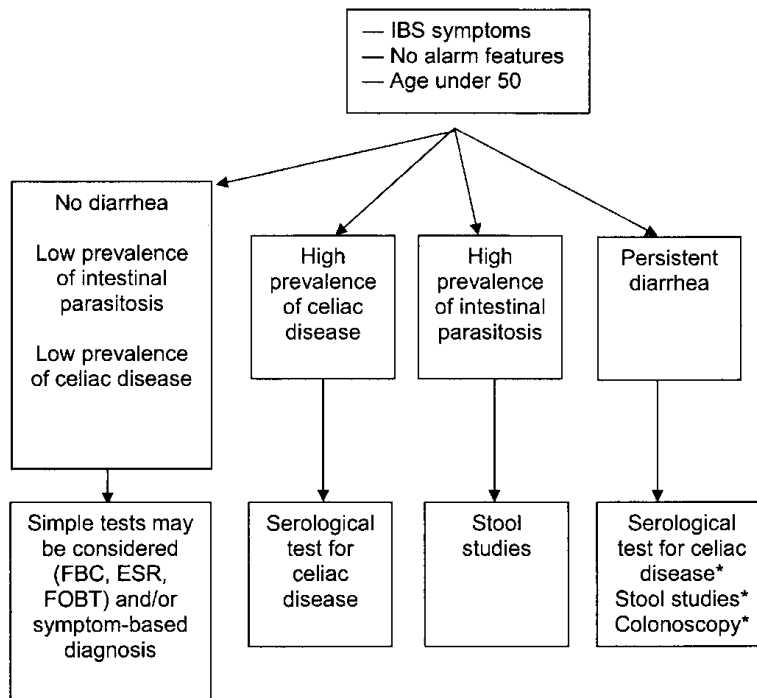 — IBS symptoms
— No alarm features
— Age under 50
No diarrhea
Low prevalence
of intestinal
parasitosis
Low prevalence
of celiac disease
High
prevalence
of celiac
disease
High
prevalence
of intestinal
parasitosis
Persistent
diarrhea
Simple tests may
be considered
(FBC, ESR,
FOBT) and/or
symptom-based
diagnosis
Serological
test for
celiac
disease
Stool
studies
Serological
test for celiac
disease*
Stool studies*
Colonoscopy*